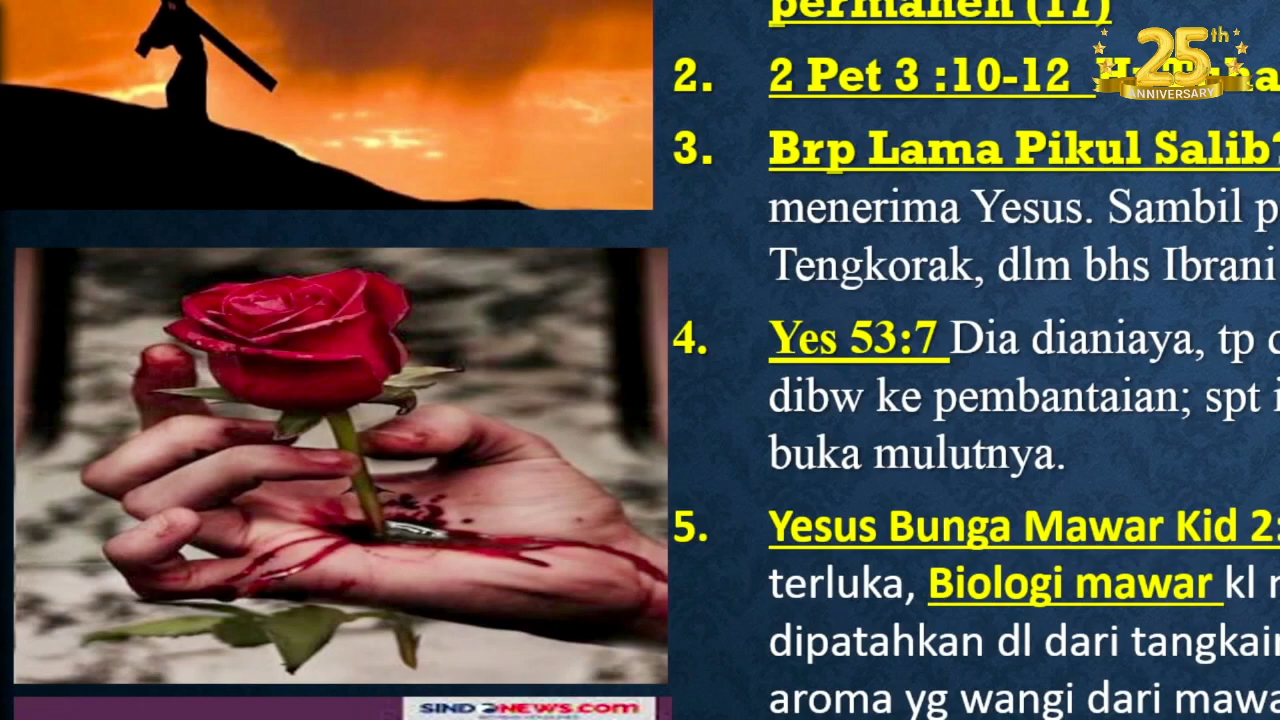 permanen (17)
2. 2 Pet 3 :10-12
25th
ANNIVERSARY
3. Brp Lama Pikul Salib?
menerima Yesus. Sambil
Tengkorak, dlm bhs Ibrani
4. Yes 53:7 Dia dianiaya, tp
dibw ke pembantaian; spt
buka mulutnya.
5. Yesus Bunga Mawar Kid 2:
terluka, Biologi mawar kl
dipatahkan dl dari
aroma yg wangi dari
SINDONEWS.com